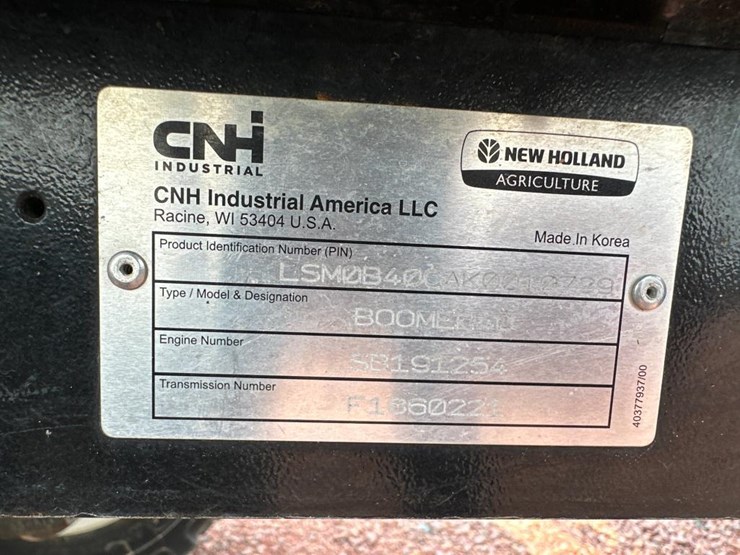 CNH
INDUSTRIAL
NEW HOLLAND
AGRICULTURE
CNH Industrial America LLC
Racine, WI 53404 U.S.A.
Made In Korea
Product Identification Number (PIN)
Type / Model & Designation
Engine Number
SB191254
Transmission Number
40377937/00